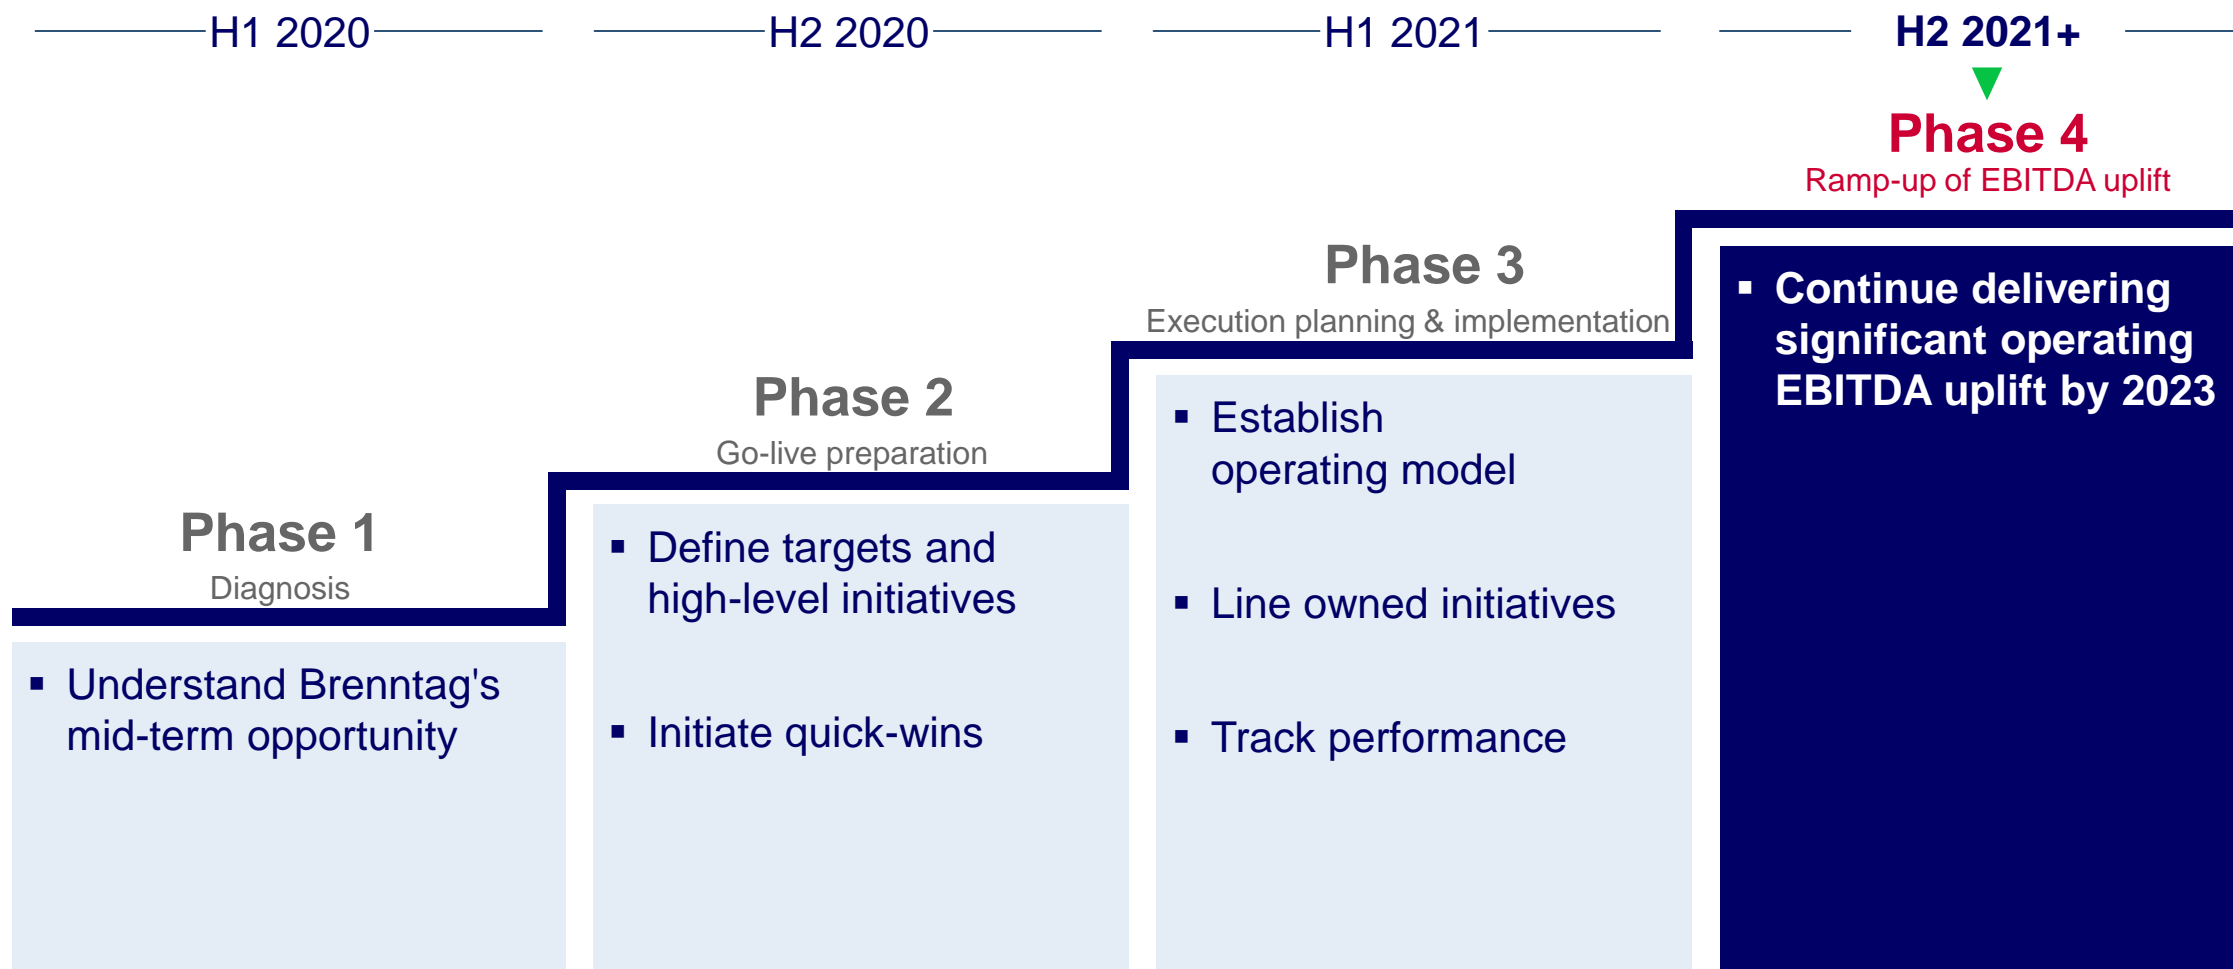 H1 2020
H2 2020
H1 2021
H2 2021+
Phase 1
Diagnosis
▪ Understand Brenntag's
mid-term opportunity
Phase 2
Go-live preparation
▪ Define targets and
high-level initiatives
▪ Initiate quick-wins
Phase 3
Execution planning & implementation
▪ Establish
operating model
▪ Line owned initiatives
▪ Track performance
Phase 4
Ramp-up of EBITDA uplift
▪ Continue delivering
significant operating
EBITDA uplift by 2023